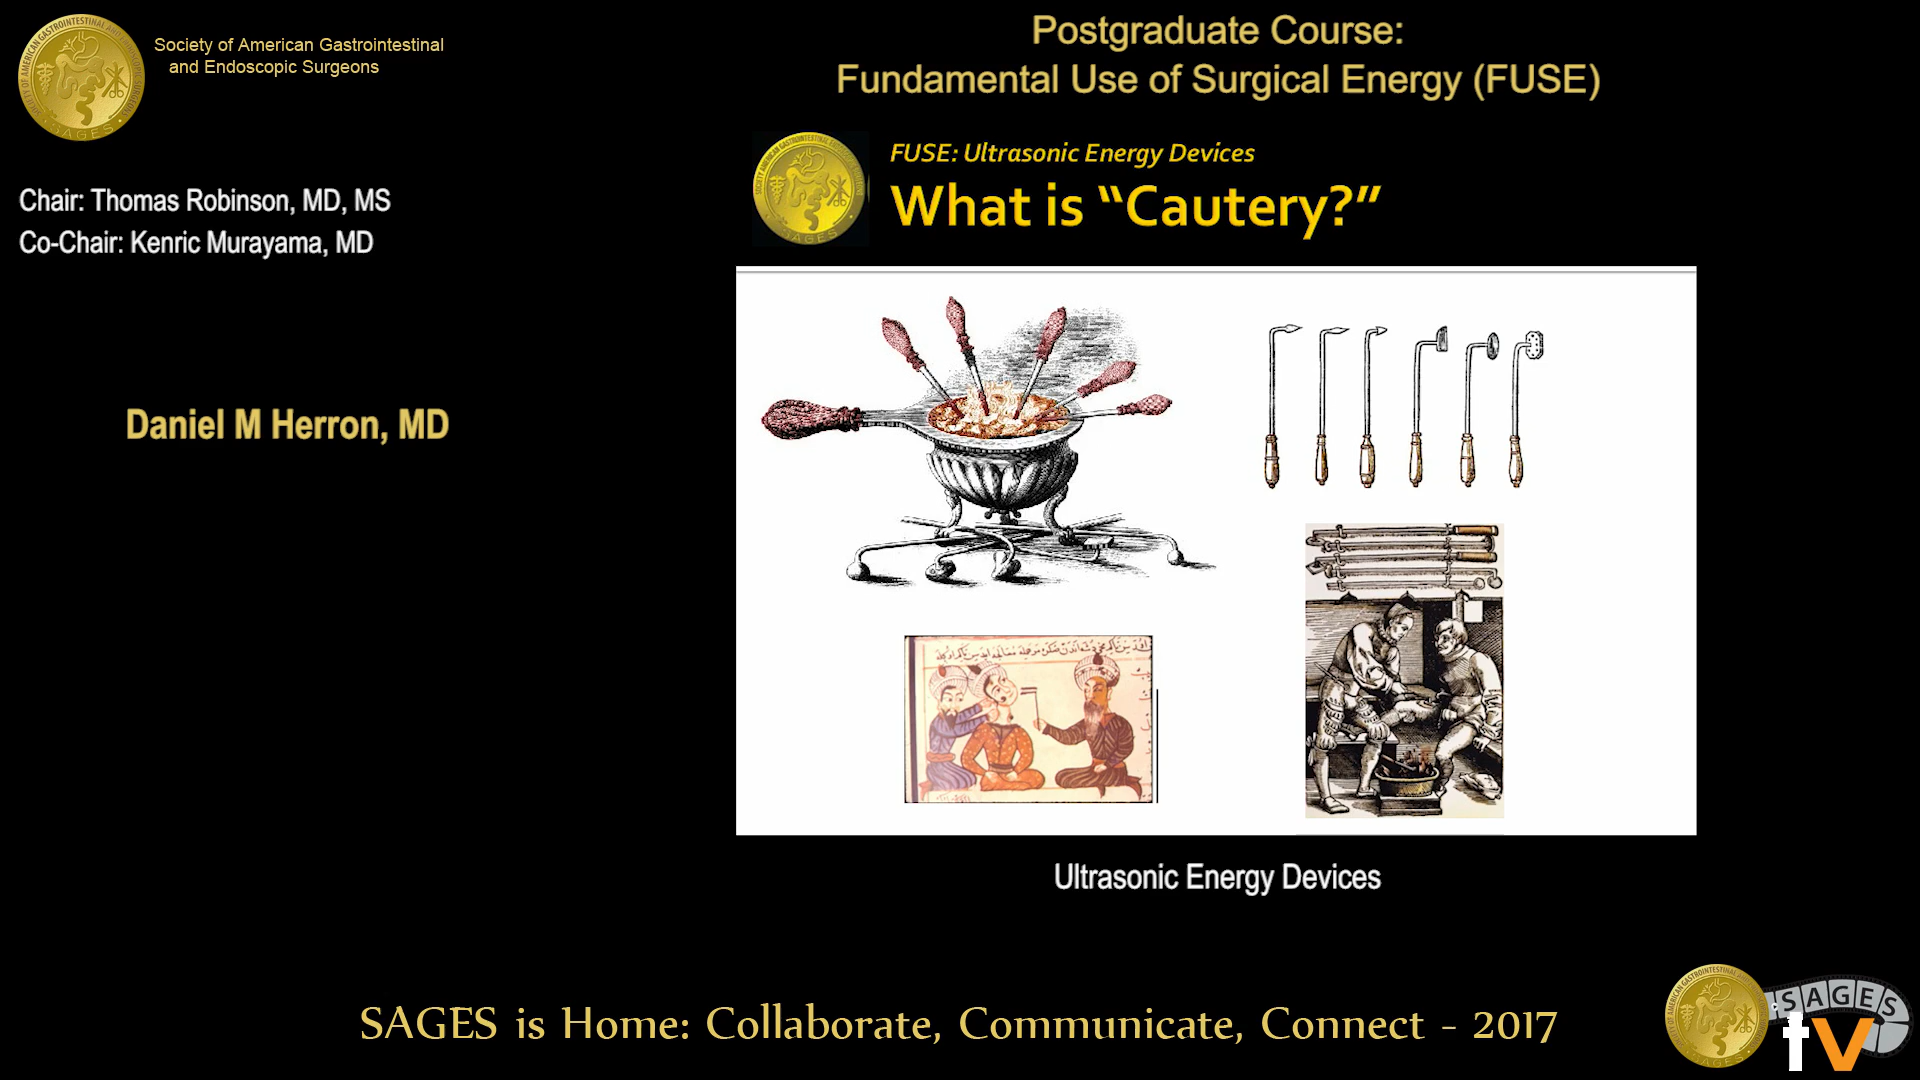 Society of American Gastrointestinal
and Endoscopic Surgeons
Postgraduate Course:
Fundamental Use of Surgical Energy (FUSE)
Chair: Thomas Robinson, MD, MS
Co-Chair: Kenric Murayama, MD
Daniel M Herron, MD
FUSE: Ultrasonic Energy Devices
What is “Cautery?”
Ultrasonic Energy Devices
SAGES is Home: Collaborate, Communicate, Connect - 2017
SAGES
SAGES
tv